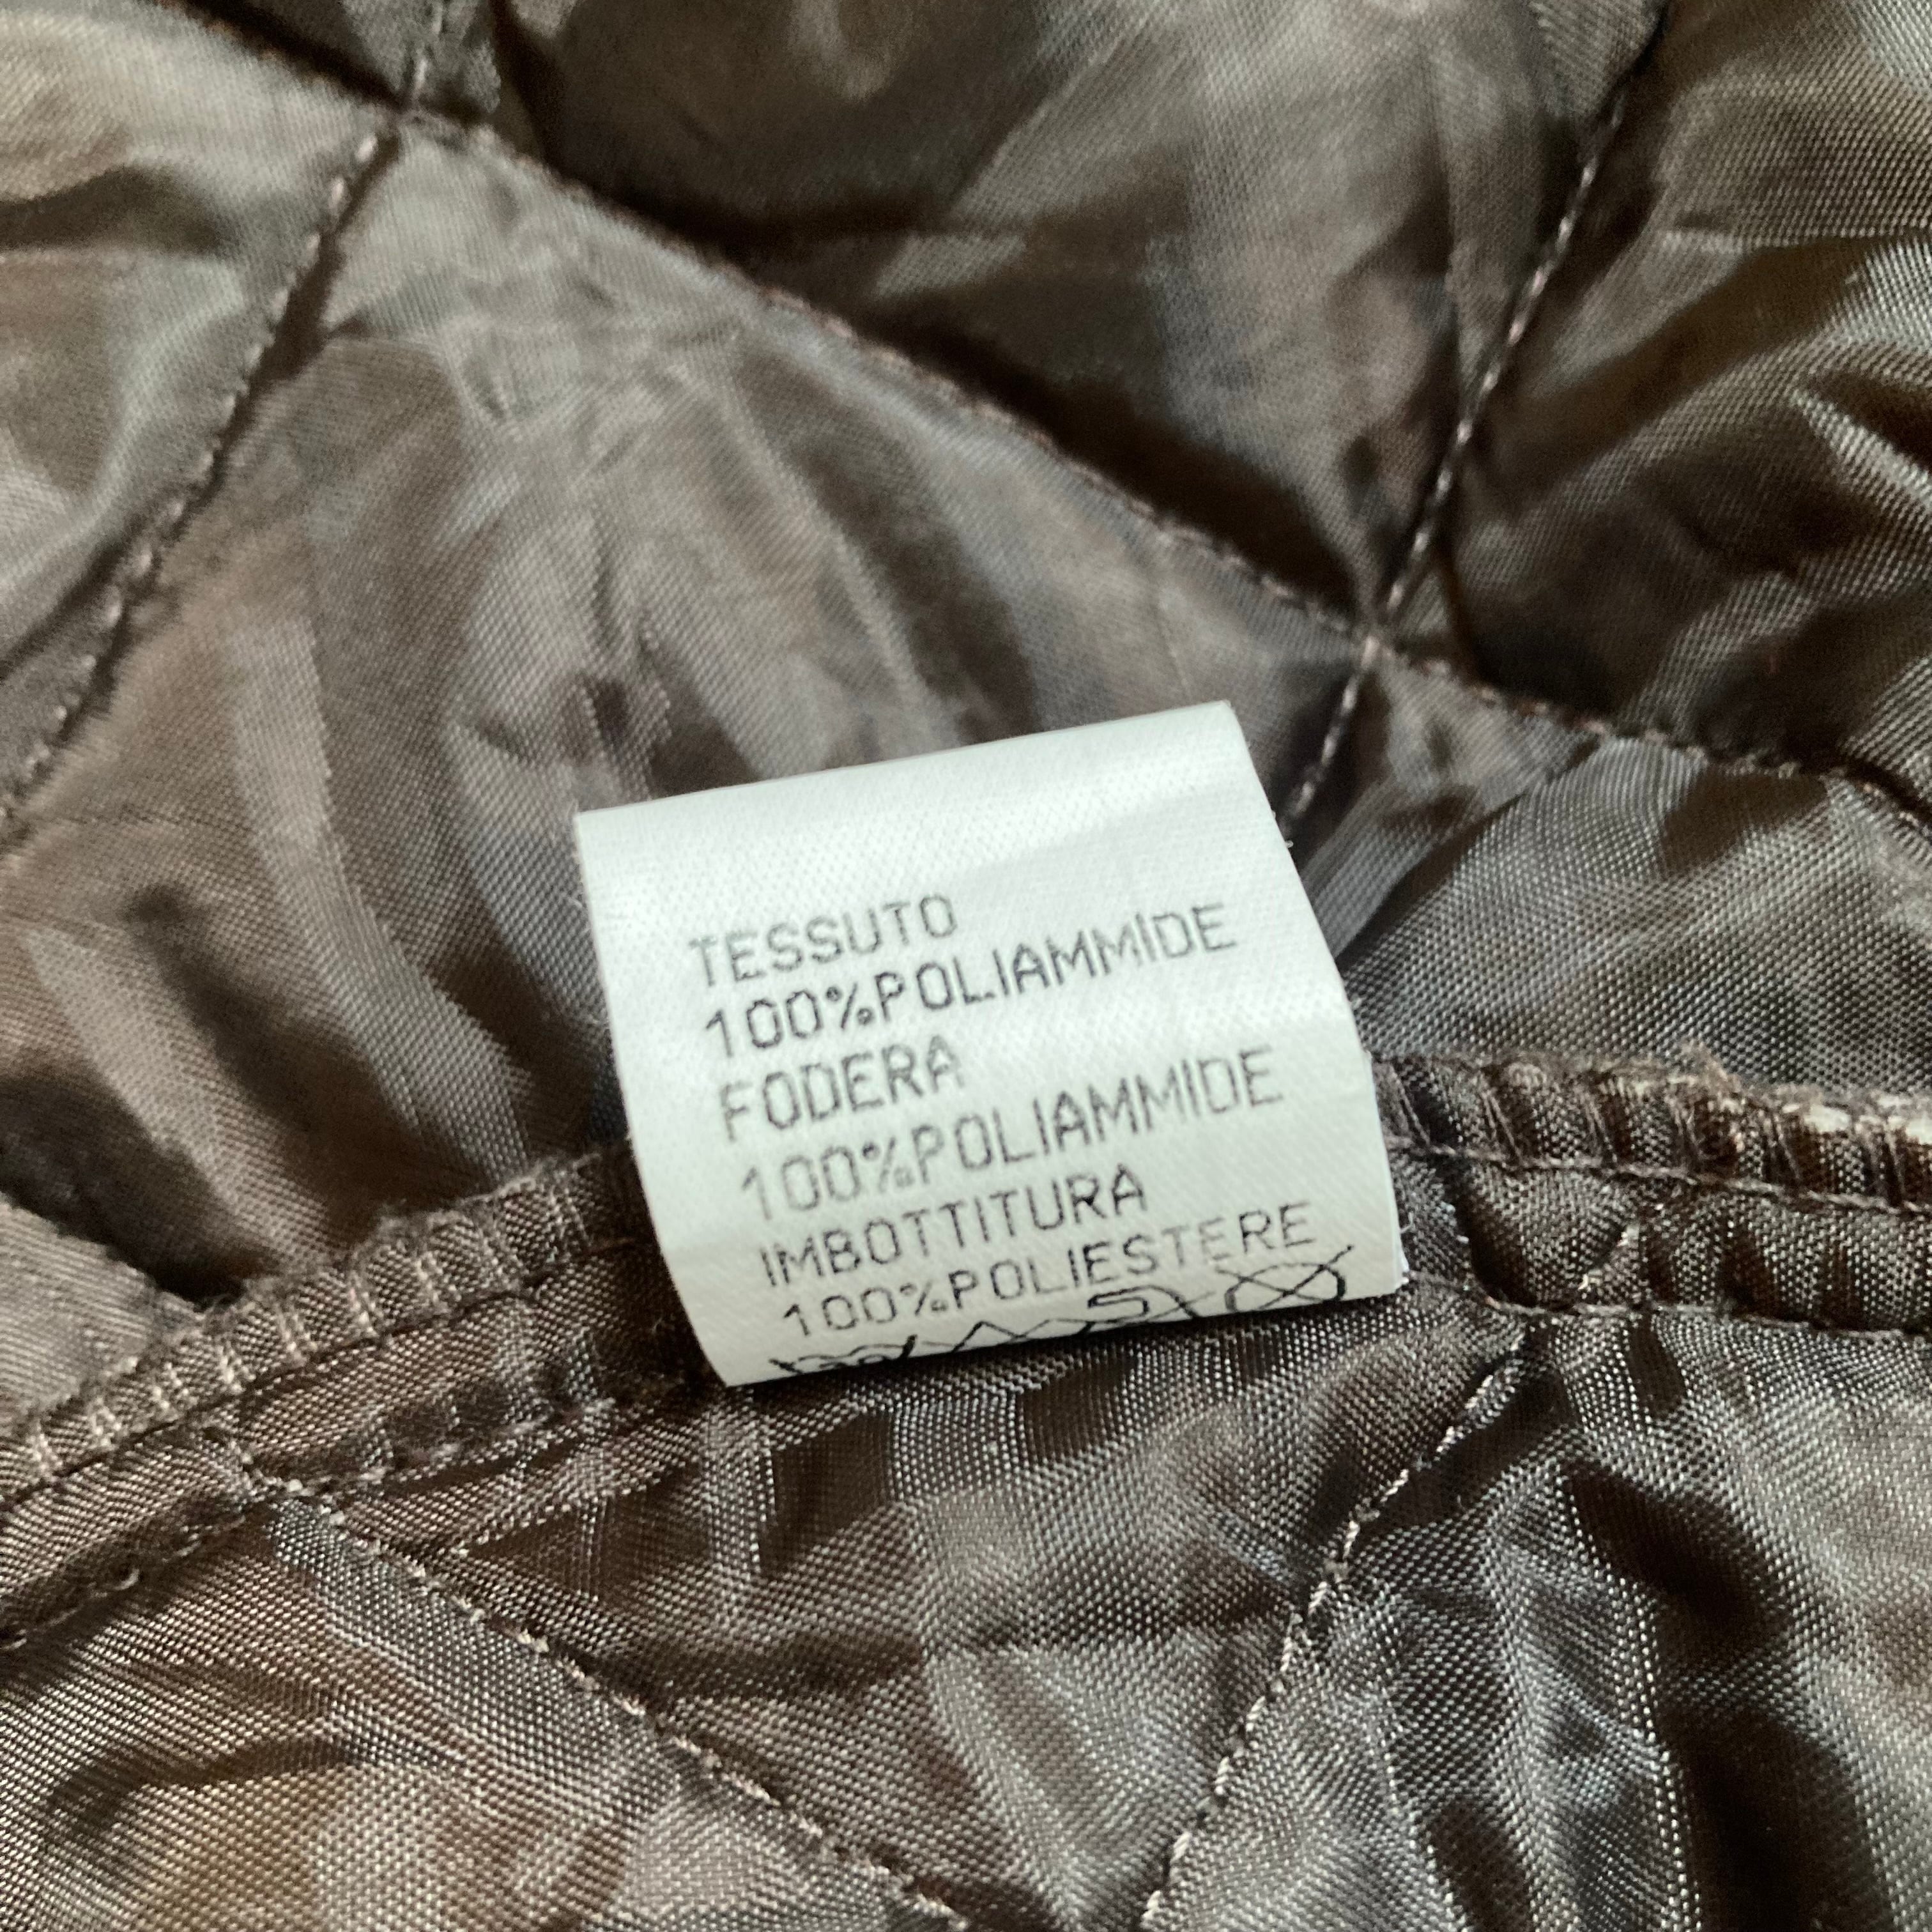 TESSUTO
100%POLIAMMIDE
FODERA
100%POLIAMMIDE
IMBOTTITURA
100%POLIESTERE